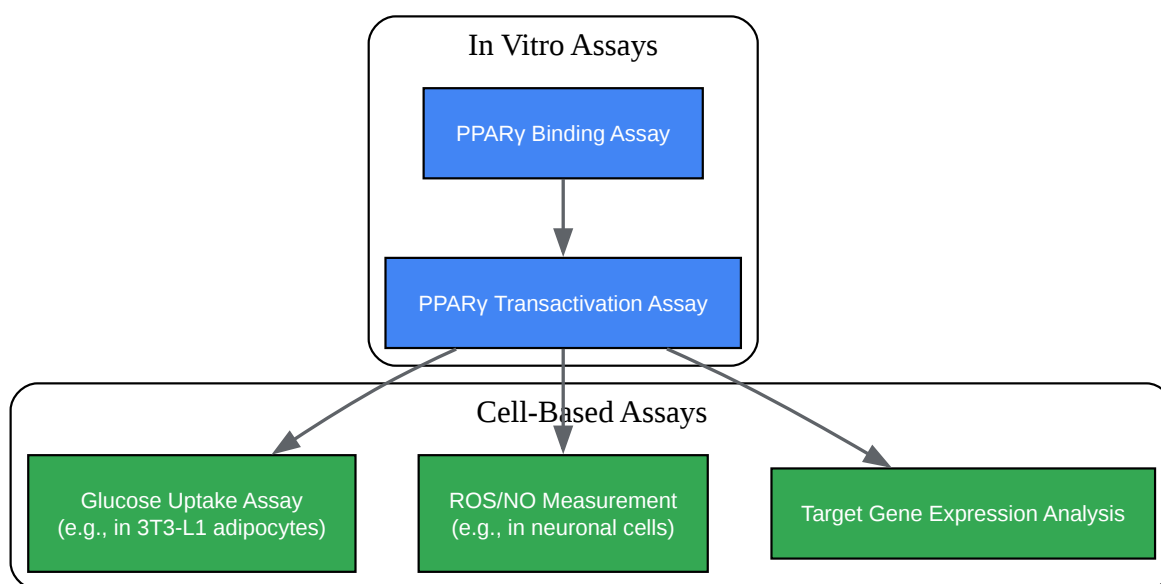 In Vitro Assays
PPARγ Binding Assay
PPARγ Transactivation Assay
Cell-Based Assays
Glucose Uptake Assay
(e.g., in 3T3-L1 adipocytes)
ROS/NO Measurement
(e.g., in neuronal cells)
Target Gene Expression Analysis